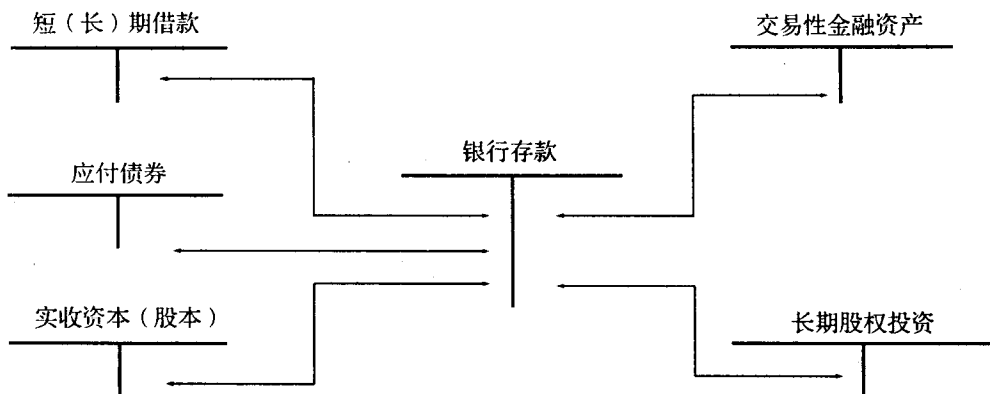 短（长）期借款
交易性金融资产
银行存款
应付债券
实收资本（股本）
长期股权投资